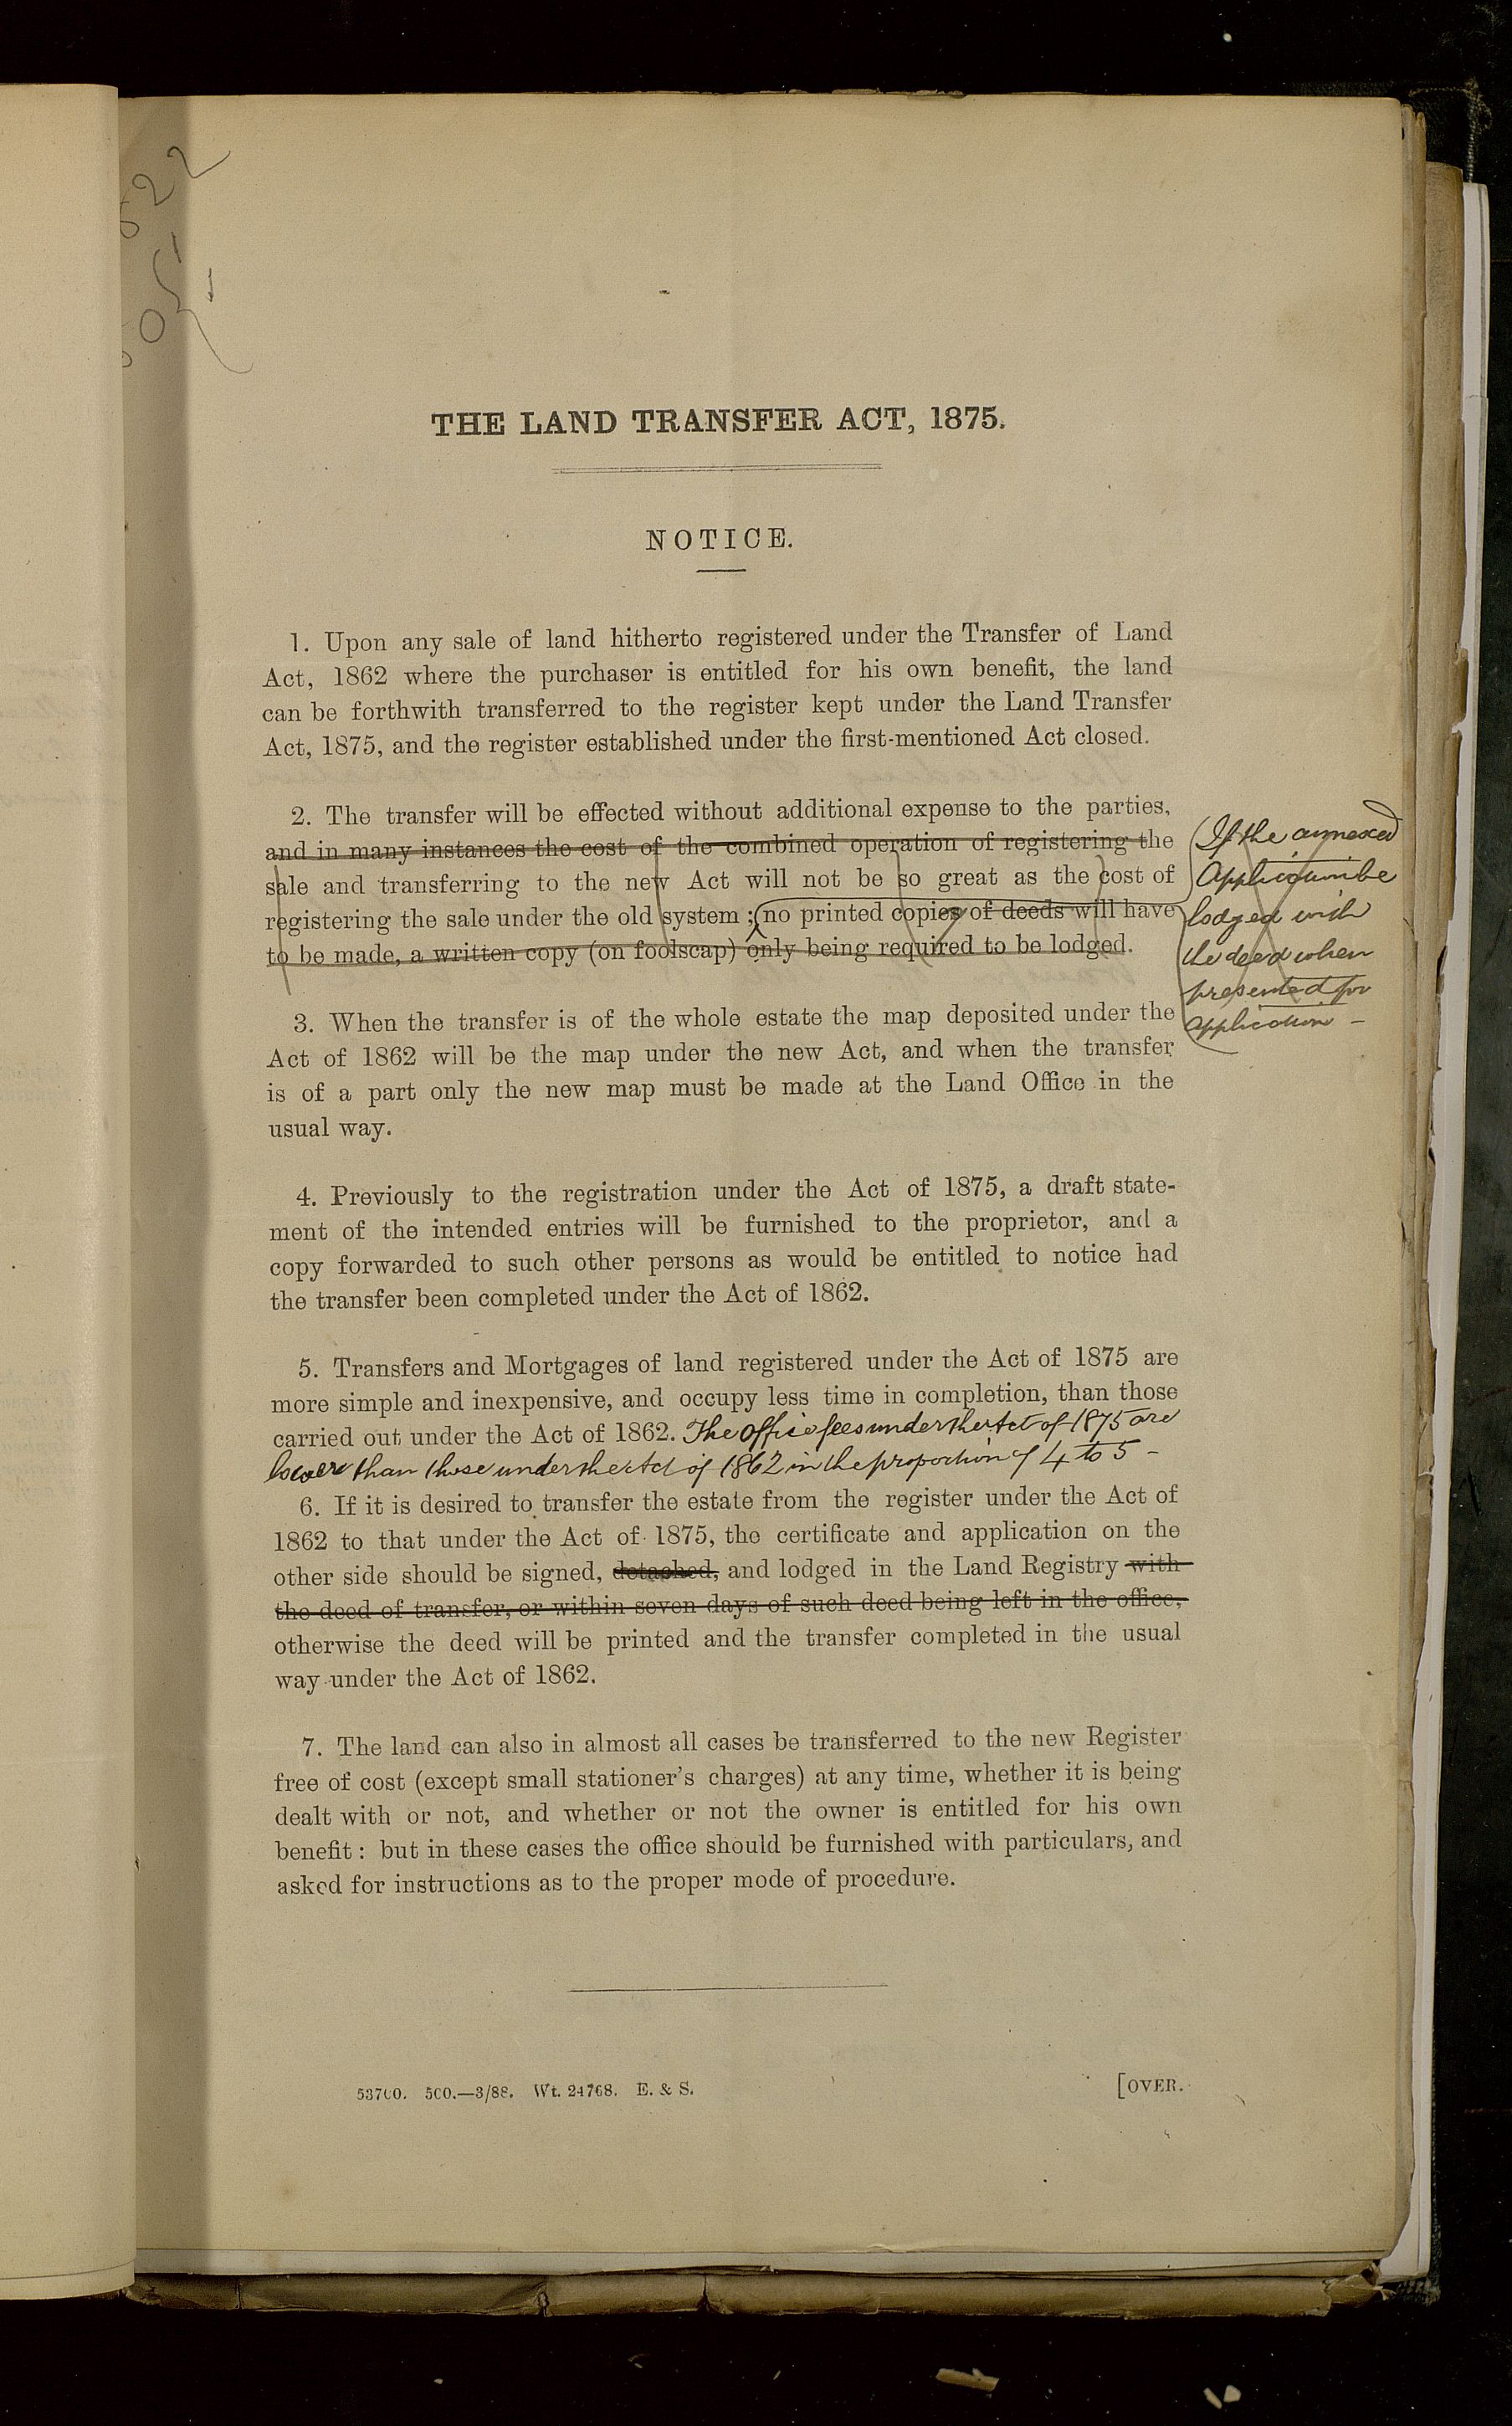 22
05
THE LAND TRANSFER ACT, 1875.
NOTICE.
1. Upon any sale of land hitherto registered under the Transfer of Land
Act, 1862 where the purchaser is entitled for his own benefit, the land
can be forthwith transferred to the register kept under the Land Transfer
Act, 1875, and the register established under the first-mentioned Act closed.
2. The transfer will be effected without additional expense to the parties,
and in many instances the cost of the combined operation of registering the
sale and transferring to the new Act will not be so great as the cost of
registering the sale under the old system ; no printed copies of deeds will have
to be made, a written copy (on foolscap) only being required to be lodged.
If the annexed
be
lodged with
the deed when
presented for
application –
3. When the transfer is of the whole estate the map deposited under the
Act of 1862 will be the map under the new Act, and when the transfer
is of a part only the new map must be made at the Land Office in the
usual way.
4. Previously to the registration under the Act of 1875, a draft state-
ment of the intended entries will be furnished to the proprietor, and a
copy forwarded to such other persons as would be entitled to notice had
the transfer been completed under the Act of 1862.
5. Transfers and Mortgages of land registered under the Act of 1875 are
more simple and inexpensive, and occupy less time in completion, than those
carried out under the Act of 1862. The office fees under the Act of 1875 are
lower than those under the Act of 1862 in the proportion of 4 to 5 –
6. If it is desired to transfer the estate from the register under the Act of
1862 to that under the Act of 1875, the certificate and application on the
other side should be signed, detached, and lodged in the Land Registry with
the deed of transfer, or within seven days of such deed being left in the office,
otherwise the deed will be printed and the transfer completed in the usual
way under the Act of 1862.
7. The land can also in almost all cases be transferred to the new Register
free of cost (except small stationer's charges) at any time, whether it is being
dealt with or not, and whether or not the owner is entitled for his own
benefit : but in these cases the office should be furnished with particulars, and
asked for instructions as to the proper mode of procedure.
53700. 500.—3/88. Wt. 24768. E. & S.
[OVER.